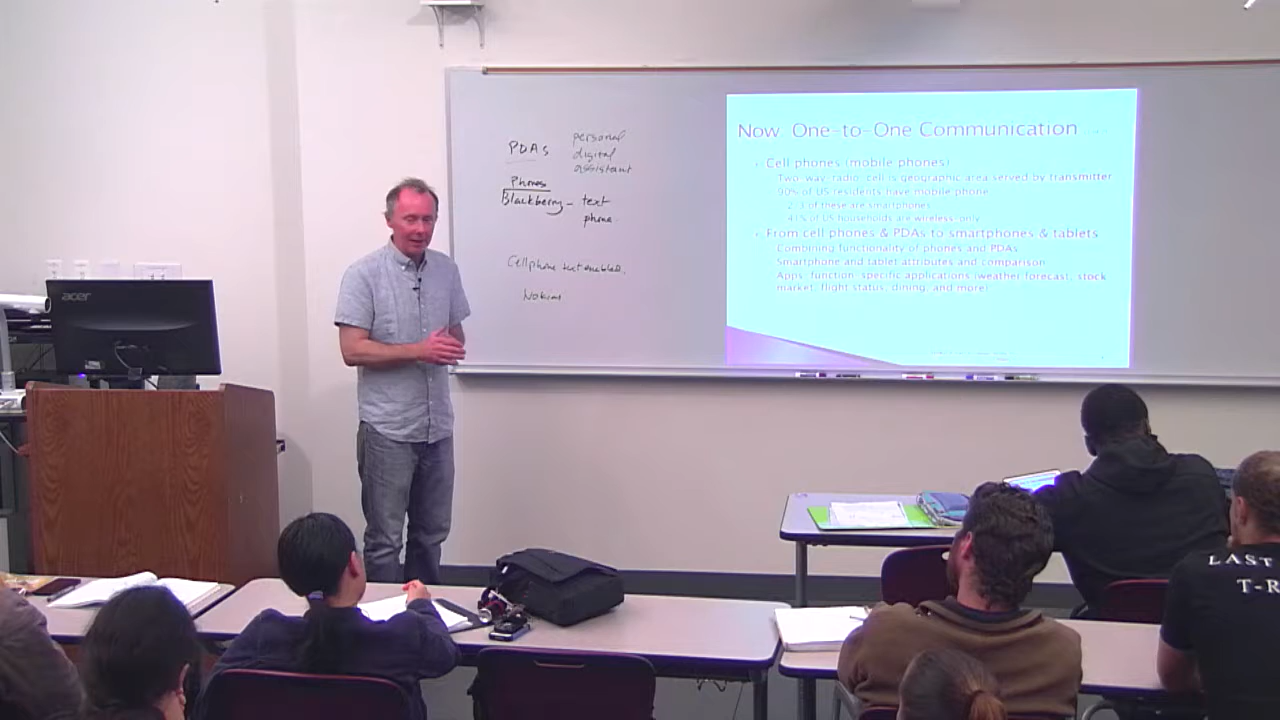 acer
PDAs
personal
digital
assistant
Phones
Blackberry - text
phone.
Cellphone text enabled.
Nokia
Now One-to-One Communication
Cell phones (mobile phones)
Two-way radio; cell is geographic area served by transmitter
90% of US residents have mobile phone
2/3 of these are smartphones
41% of US households are wireless-only
From cell phones & PDAs to smartphones & tablets
Combining functionality of phones and PDAs
Smartphone and tablet attributes and comparison
Apps: function-specific applications (weather forecast, stock
market, flight status, dining, and more)
LAST
T-R